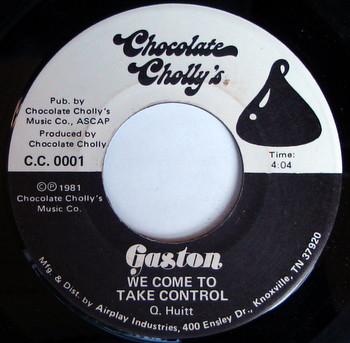 Chocolate
Cholly's
Pub. by
Chocolate Cholly's
Music Co., ASCAP
Produced by
Chocolate Cholly
C.C. 0001
Time:
4:04
©℗ 1981
Chocolate Cholly's
Music Co.
Gaston
WE COME TO
TAKE CONTROL
Q. Huitt
Mfg. & Dist. by Airplay Industries, 400 Ensley Dr., Knoxville, TN 37920